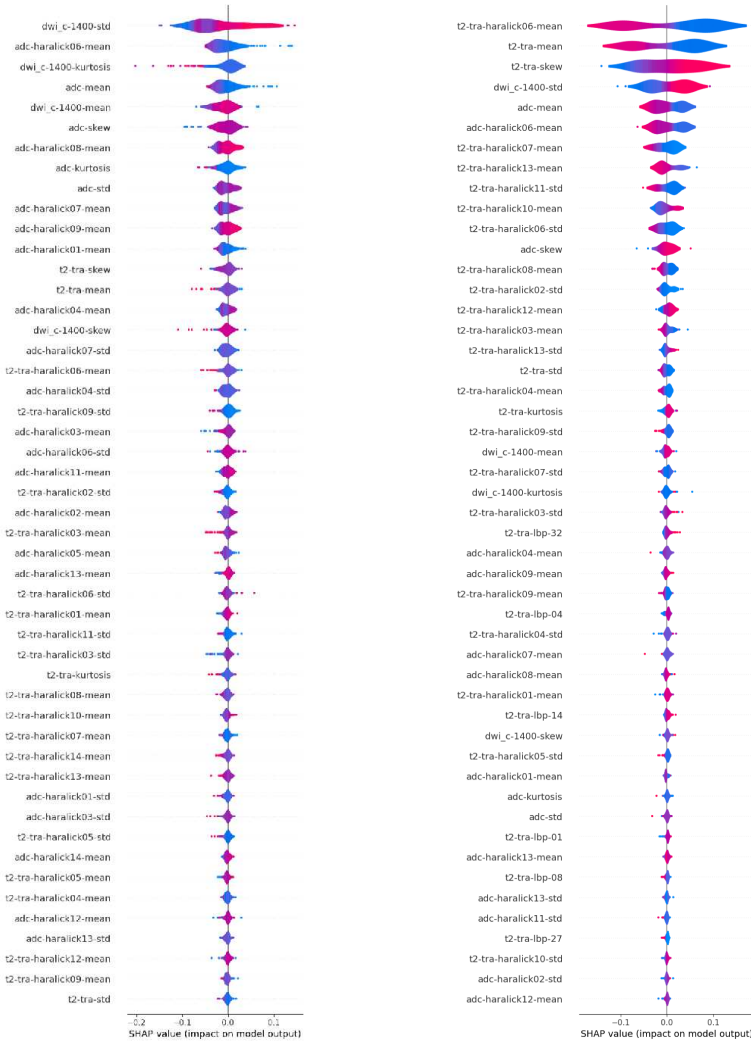 dwi_c-1400-std
adc-haralick06-mean
dwi_c-1400-kurtosis
adc-mean
dwi_c-1400-mean
adc-skew
adc-haralick08-mean
adc-kurtosis
adc-std
adc-haralick07-mean
adc-haralick09-mean
adc-haralick01-mean
t2-tra-skew
t2-tra-mean
adc-haralick04-mean
dwi_c-1400-skew
adc-haralick07-std
t2-tra-haralick06-mean
adc-haralick04-std
t2-tra-haralick09-std
adc-haralick03-mean
adc-haralick06-std
adc-haralick11-mean
t2-tra-haralick02-std
adc-haralick02-mean
t2-tra-haralick03-mean
adc-haralick05-mean
adc-haralick13-mean
t2-tra-haralick06-std
t2-tra-haralick01-mean
t2-tra-haralick11-std
t2-tra-haralick03-std
t2-tra-kurtosis
t2-tra-haralick08-mean
t2-tra-haralick10-mean
t2-tra-haralick07-mean
t2-tra-haralick14-mean
t2-tra-haralick13-mean
adc-haralick01-std
adc-haralick03-std
t2-tra-haralick05-std
adc-haralick14-mean
t2-tra-haralick05-mean
t2-tra-haralick04-mean
adc-haralick12-mean
adc-haralick13-std
t2-tra-haralick12-mean
t2-tra-haralick09-mean
t2-tra-std
−0.2 −0.1 0.0 0.1
SHAP value (impact on model output)
t2-tra-haralick06-mean
t2-tra-mean
t2-tra-skew
dwi_c-1400-std
adc-mean
adc-haralick06-mean
t2-tra-haralick07-mean
t2-tra-haralick13-mean
t2-tra-haralick11-std
t2-tra-haralick10-mean
t2-tra-haralick06-std
adc-skew
t2-tra-haralick08-mean
t2-tra-haralick02-std
t2-tra-haralick12-mean
t2-tra-haralick03-mean
t2-tra-haralick13-std
t2-tra-std
t2-tra-haralick04-mean
t2-tra-kurtosis
t2-tra-haralick09-std
dwi_c-1400-mean
t2-tra-haralick07-std
dwi_c-1400-kurtosis
t2-tra-haralick03-std
t2-tra-lbp-32
adc-haralick04-mean
adc-haralick09-mean
t2-tra-haralick09-mean
t2-tra-lbp-04
t2-tra-haralick04-std
adc-haralick07-mean
adc-haralick08-mean
t2-tra-haralick01-mean
t2-tra-lbp-14
dwi_c-1400-skew
t2-tra-haralick05-std
adc-haralick01-mean
adc-kurtosis
adc-std
t2-tra-lbp-01
adc-haralick13-mean
t2-tra-lbp-08
adc-haralick13-std
adc-haralick11-std
t2-tra-lbp-27
t2-tra-haralick10-std
adc-haralick02-std
adc-haralick12-mean
−0.1 0.0 0.1
SHAP value (impact on model output)